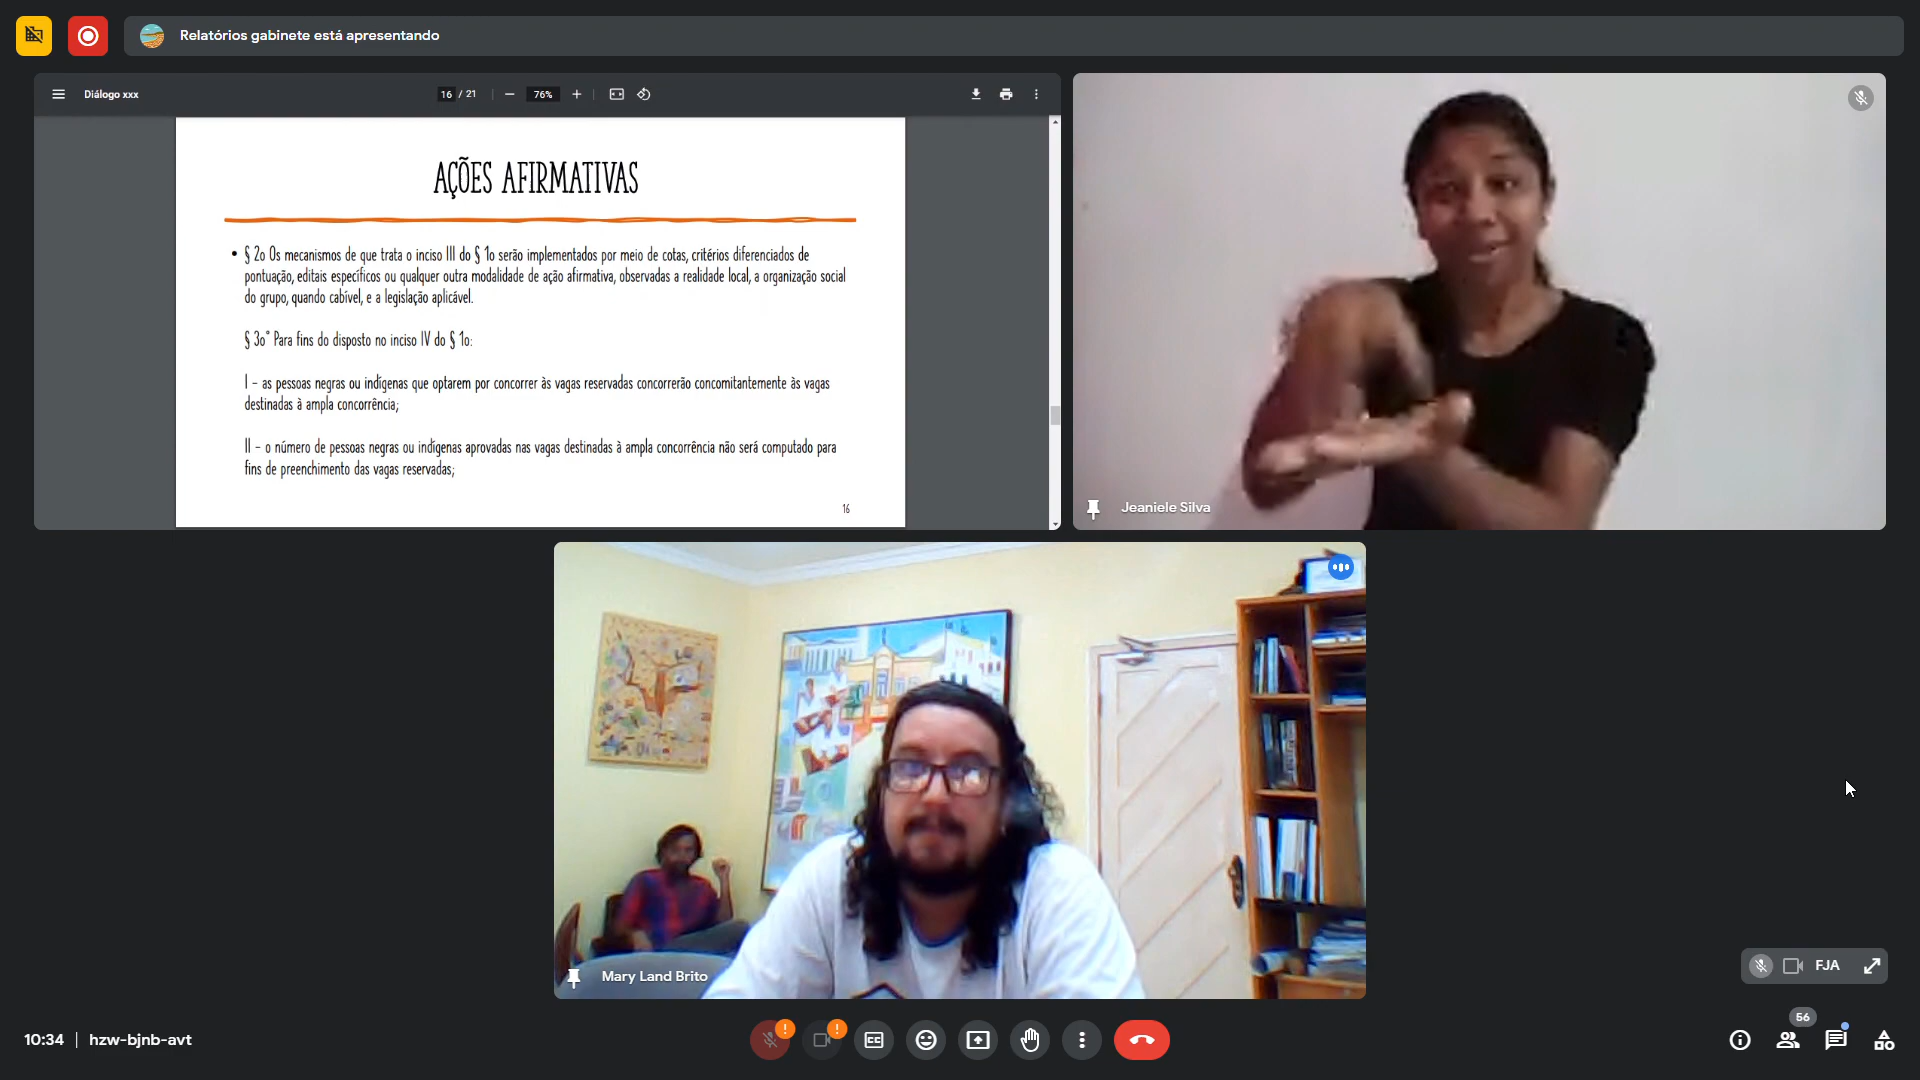 Relatórios gabinete está apresentando
Diálogo xxx
16 / 21
76%
AÇÕES AFIRMATIVAS
• § 2o Os mecanismos de que trata o inciso III do § 1o serão implementados por meio de cotas, critérios diferenciados de
pontuação, editais específicos ou qualquer outra modalidade de ação afirmativa, observadas a realidade local, a organização social
do grupo, quando cabível, e a legislação aplicável.
§ 3o° Para fins do disposto no inciso IV do § 1o:
I - as pessoas negras ou indígenas que optarem por concorrer às vagas reservadas concorrerão concomitantemente às vagas
destinadas à ampla concorrência;
II - o número de pessoas negras ou indígenas aprovadas nas vagas destinadas à ampla concorrência não será computado para
fins de preenchimento das vagas reservadas;
16
Jeaniele Silva
Mary Land Brito
FJA
10:34 | hzw-bjnb-avt
CC
56